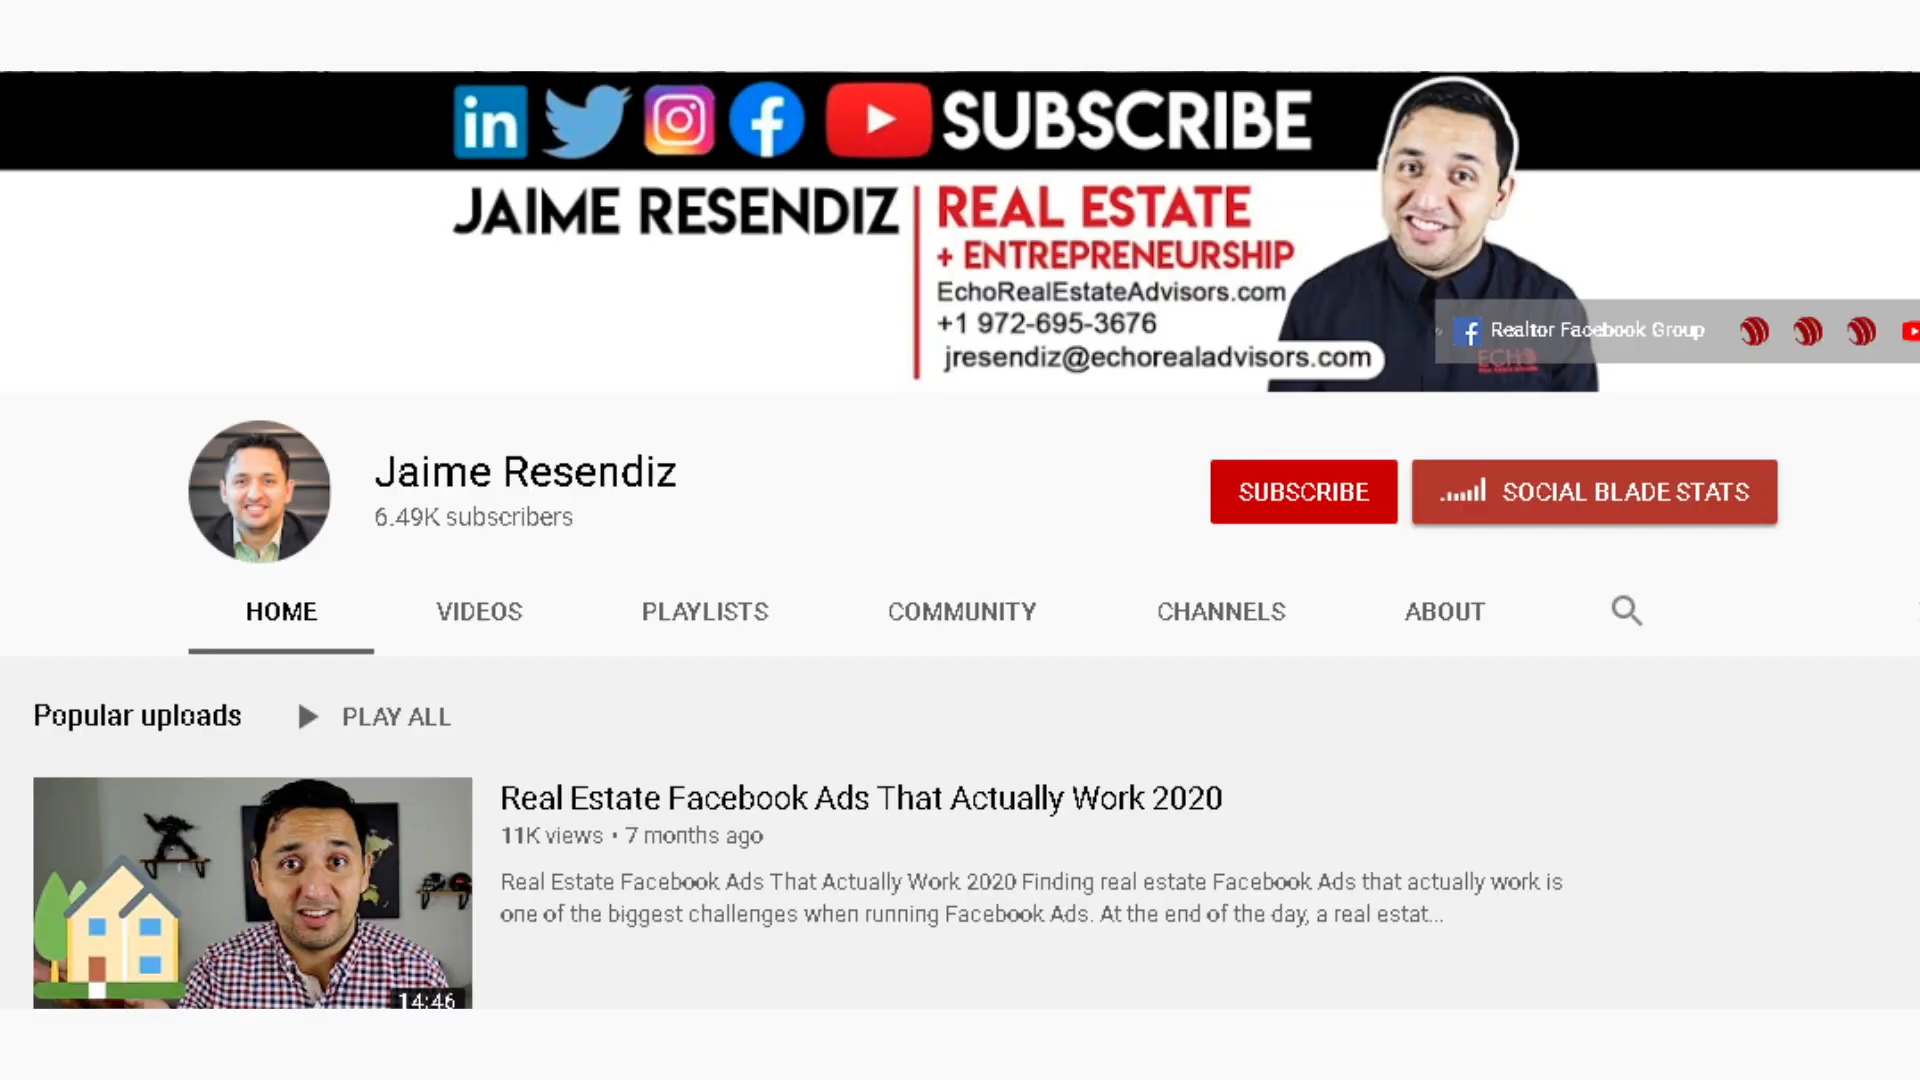 in
SUBSCRIBE
JAIME RESENDIZ
REAL ESTATE
+ ENTREPRENEURSHIP
EchoRealEstateAdvisors.com
+1 972-695-3676
jresendiz@echorealadvisors.com
Realtor Facebook Group
ECHO
Jaime Resendiz
6.49K subscribers
SUBSCRIBE
SOCIAL BLADE STATS
HOME
VIDEOS
PLAYLISTS
COMMUNITY
CHANNELS
ABOUT
Popular uploads
PLAY ALL
Real Estate Facebook Ads That Actually Work 2020
11K views • 7 months ago
Real Estate Facebook Ads That Actually Work 2020 Finding real estate Facebook Ads that actually work is
one of the biggest challenges when running Facebook Ads. At the end of the day, a real estat...
14:46